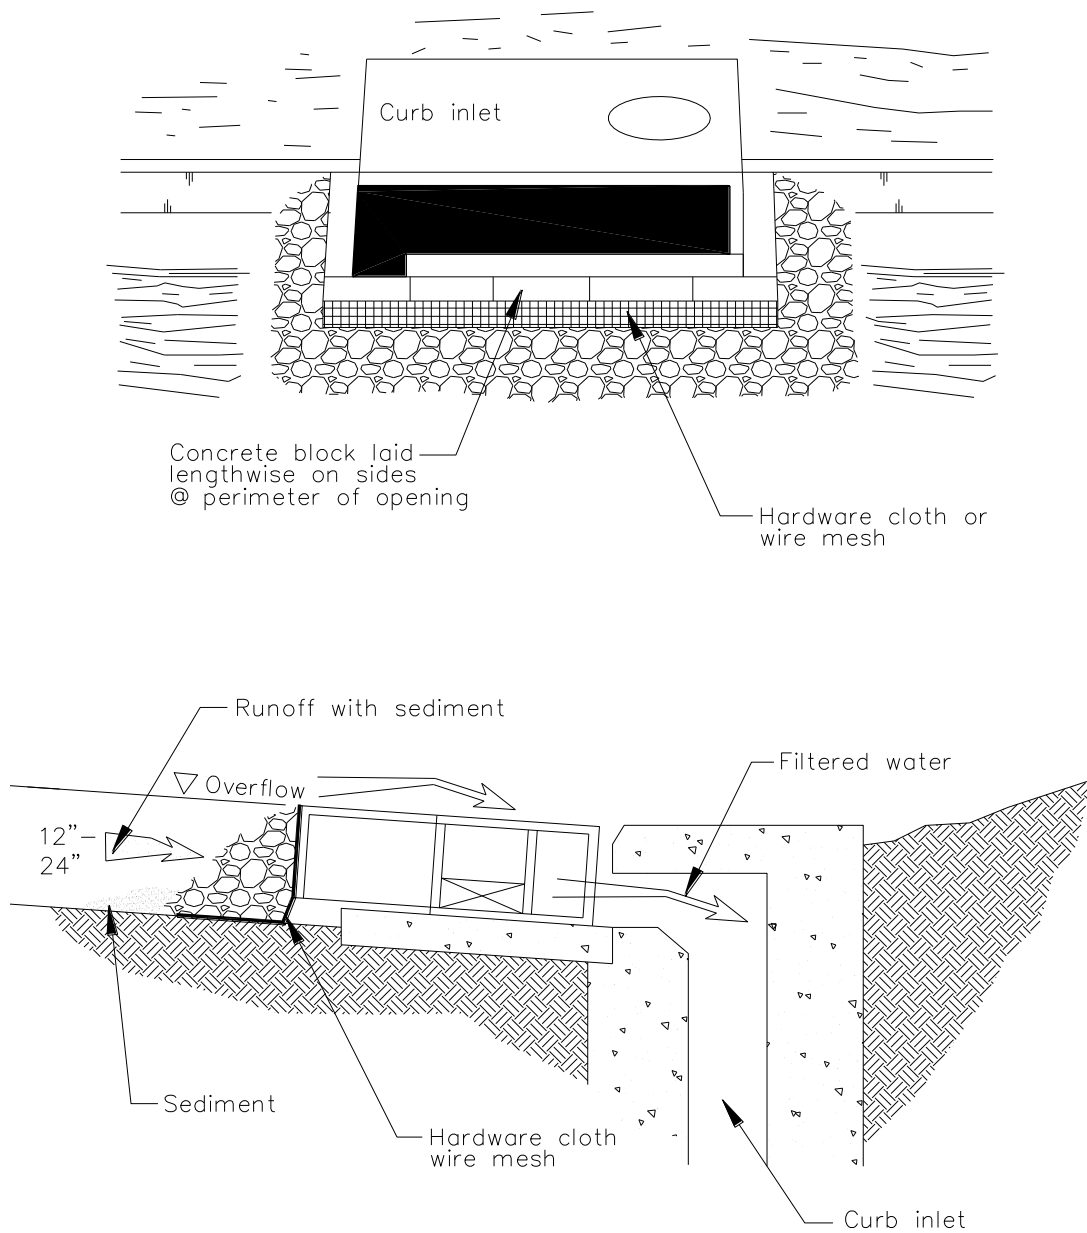 Curb inlet
Concrete block laid
lengthwise on sides
@ perimeter of opening
Hardware cloth or
wire mesh
Runoff with sediment
Filtered water
Overflow
12"-
24"
Sediment
Hardware cloth
wire mesh
Curb inlet